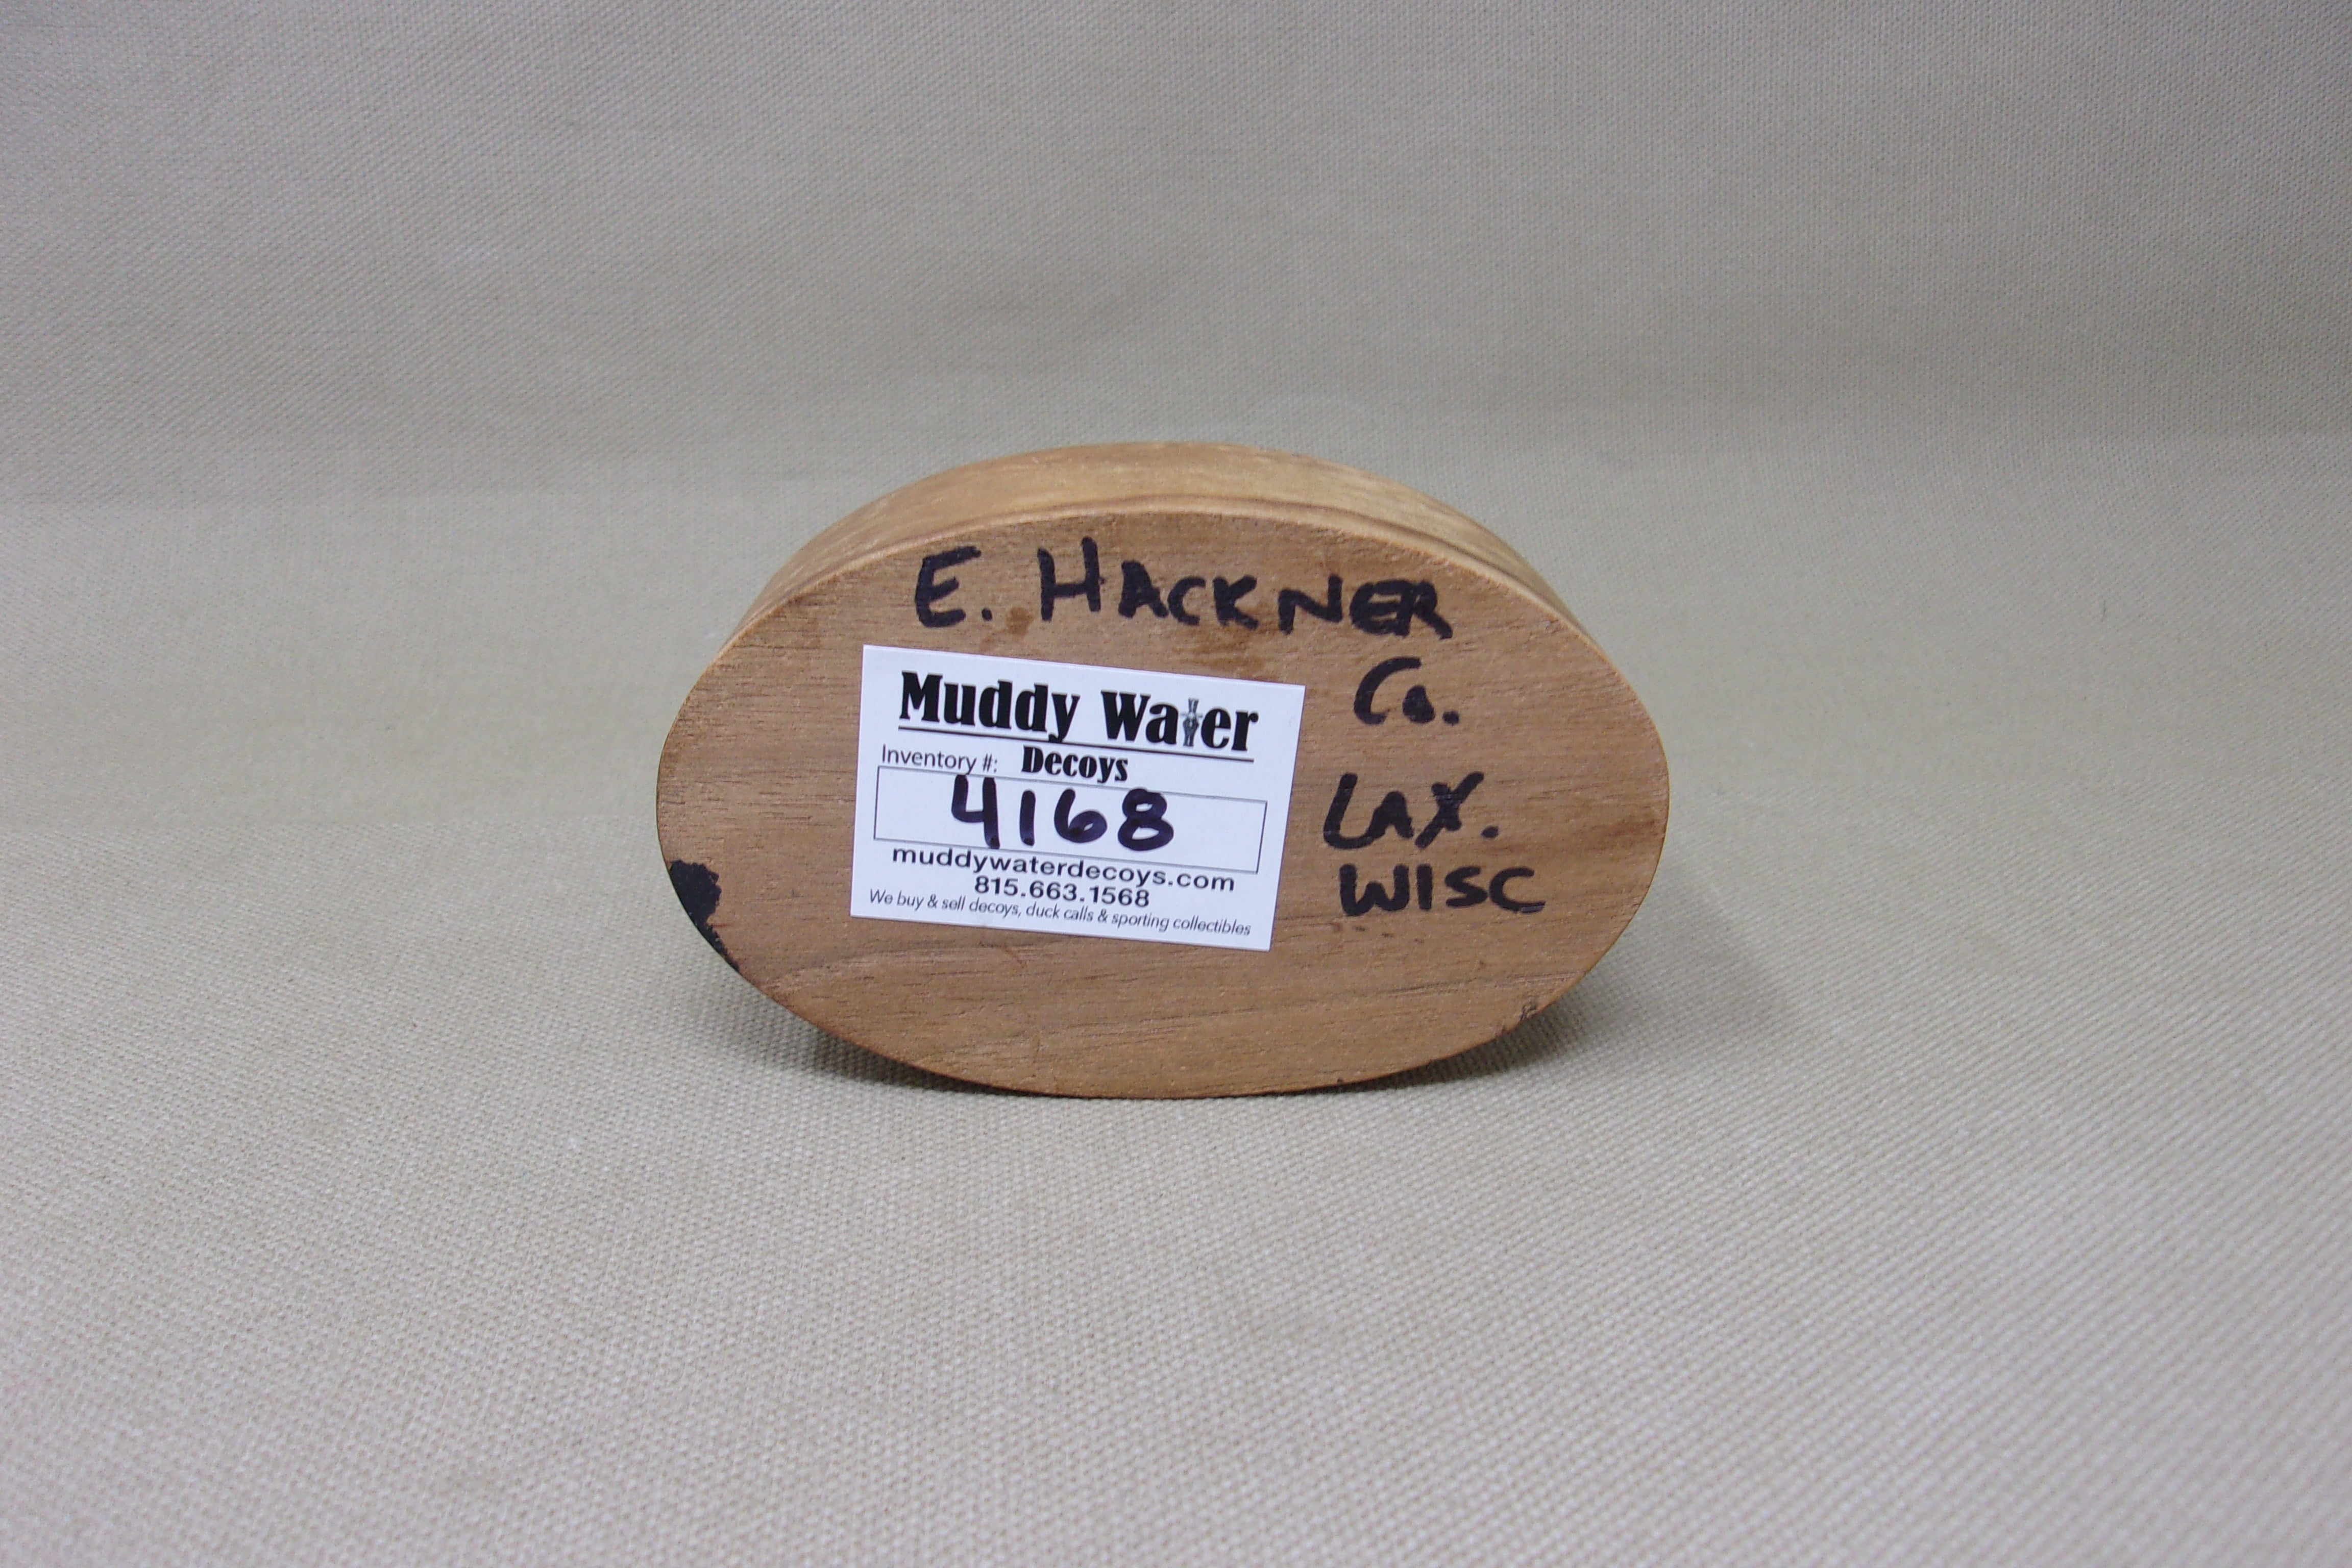 E. HACKNER
Co.
LAX.
WISC
Muddy Water
Inventory #: Decoys
4168
muddywaterdecoys.com
815.663.1568
We buy & sell decoys, duck calls & sporting collectibles